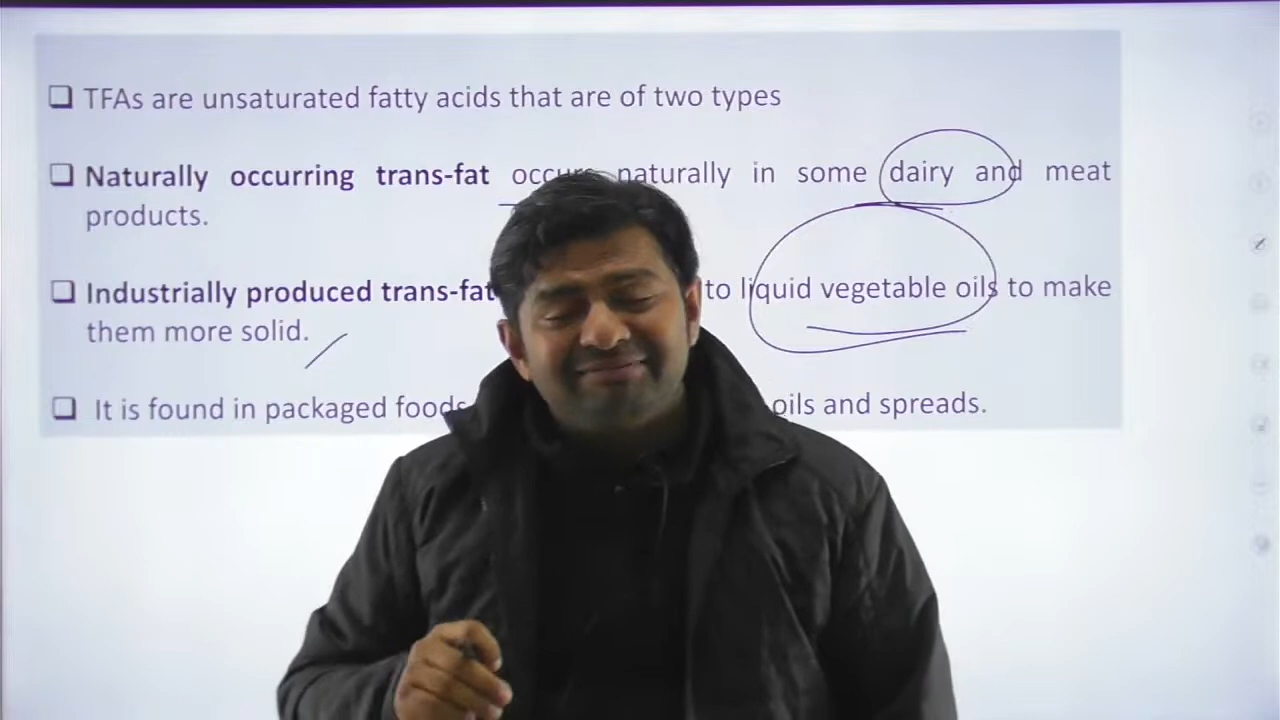 TFAs are unsaturated fatty acids that are of two types
Naturally occurring trans-fat occurs naturally in some dairy and meat
products.
Industrially produced trans-fat to liquid vegetable oils to make
them more solid.
It is found in packaged foods oils and spreads.